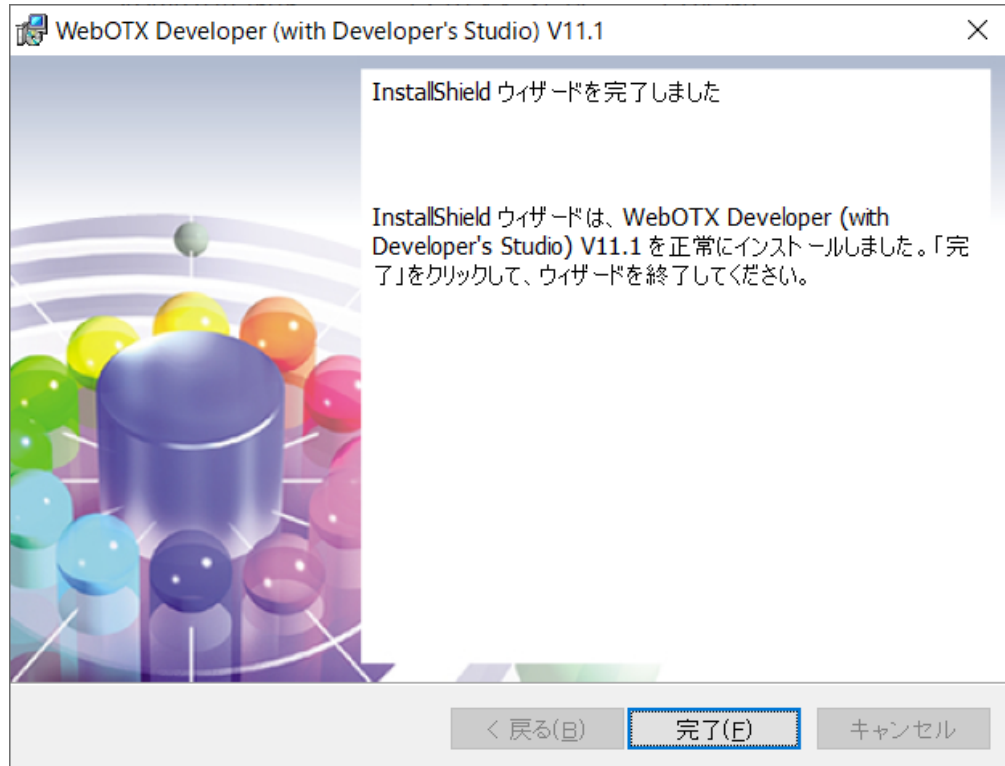 WebOTX Developer (with Developer's Studio) V11.1
InstallShield ウィザードを完了しました
InstallShield ウィザードは、WebOTX Developer (with
Developer's Studio) V11.1 を正常にインストールしました。「完
了」をクリックして、ウィザードを終了してください。
< 戻る(B)
完了(F)
キャンセル